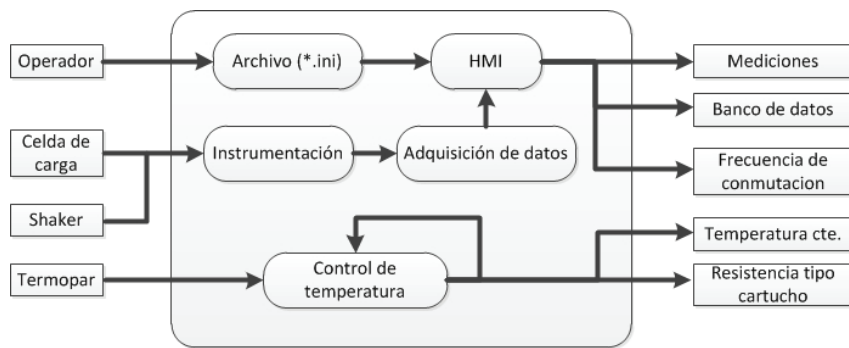 Operador
Archivo (*.ini)
HMI
Mediciones
Banco de datos
Celda de
carga
Instrumentación
Adquisición de datos
Frecuencia de
conmutacion
Shaker
Temperatura cte.
Termopar
Control de
temperatura
Resistencia tipo
cartucho